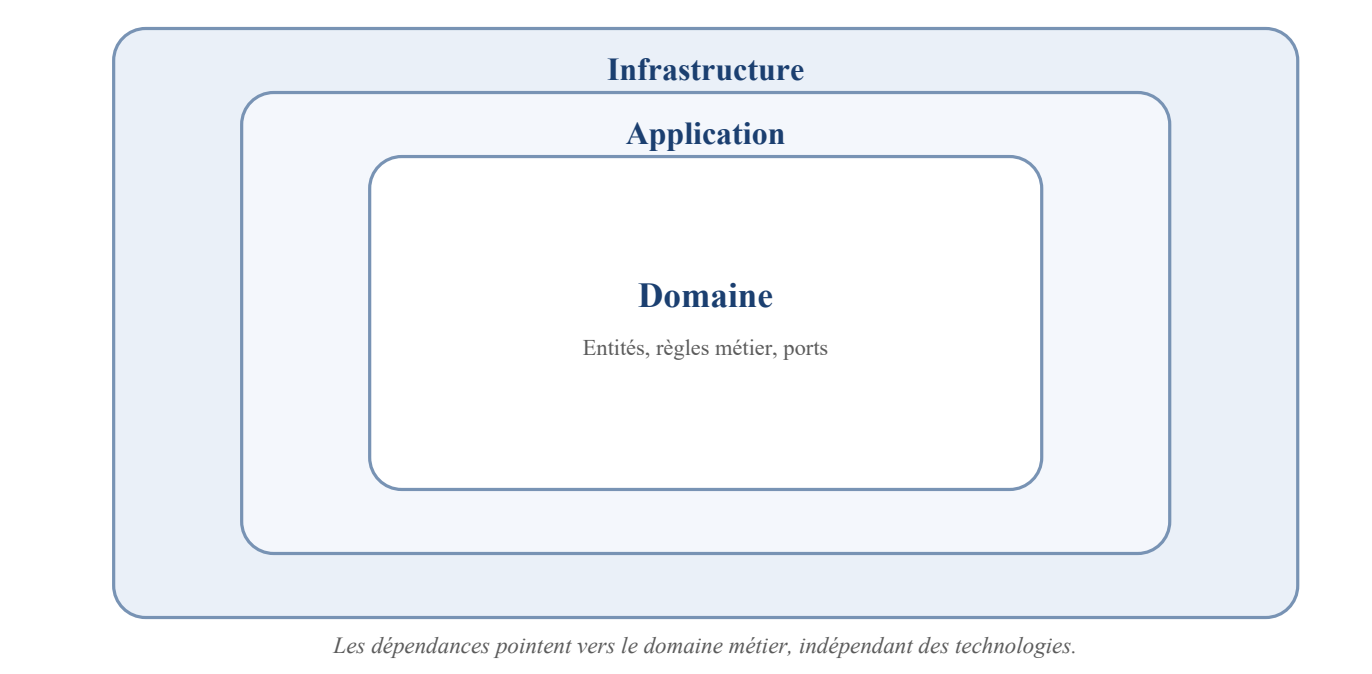 Infrastructure
Application
Domaine
Entités, règles métier, ports
Les dépendances pointent vers le domaine métier, indépendant des technologies.